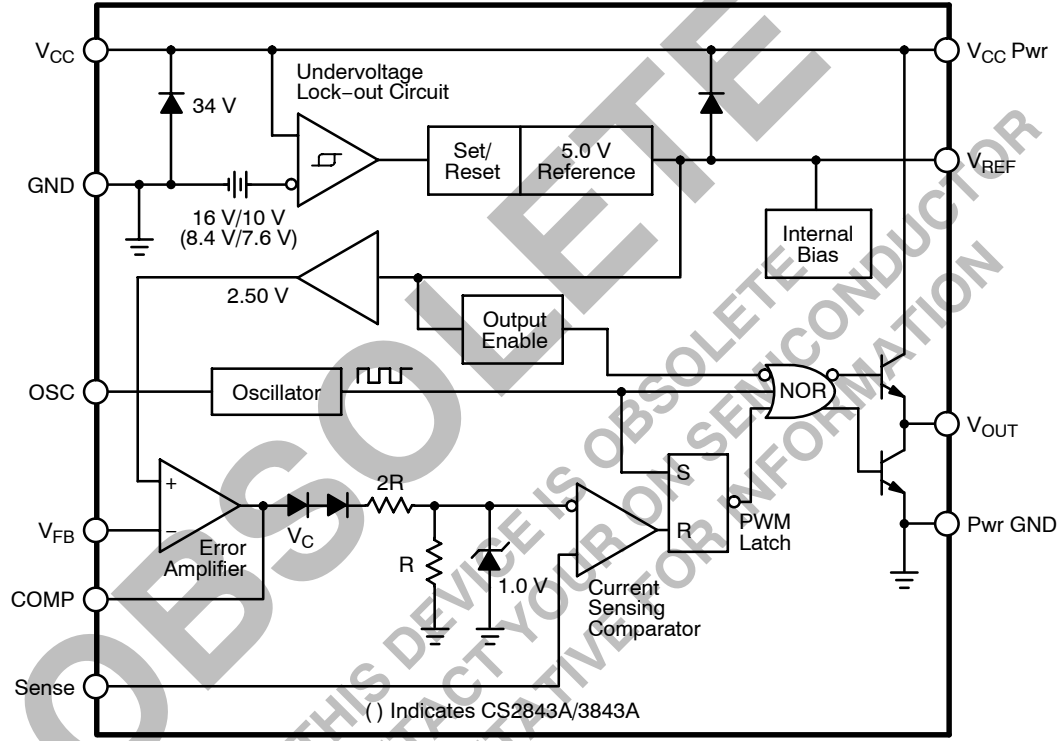 VCC
VCC Pwr
Undervoltage
Lock–out Circuit
34 V
Set/
Reset
5.0 V
Reference
VREF
GND
16 V/10 V
(8.4 V/7.6 V)
Internal
Bias
2.50 V
Output
Enable
OSC
Oscillator
NOR
VOUT
+
–
VFB
Error
Amplifier
VC
2R
R
1.0 V
S
R
PWM
Latch
Pwr GND
COMP
Current
Sensing
Comparator
Sense
( ) Indicates CS2843A/3843A
OBSOLETE
THIS DEVICE IS OBSOLETE
CONTACT YOUR ON SEMICONDUCTOR
REPRESENTATIVE FOR INFORMATION